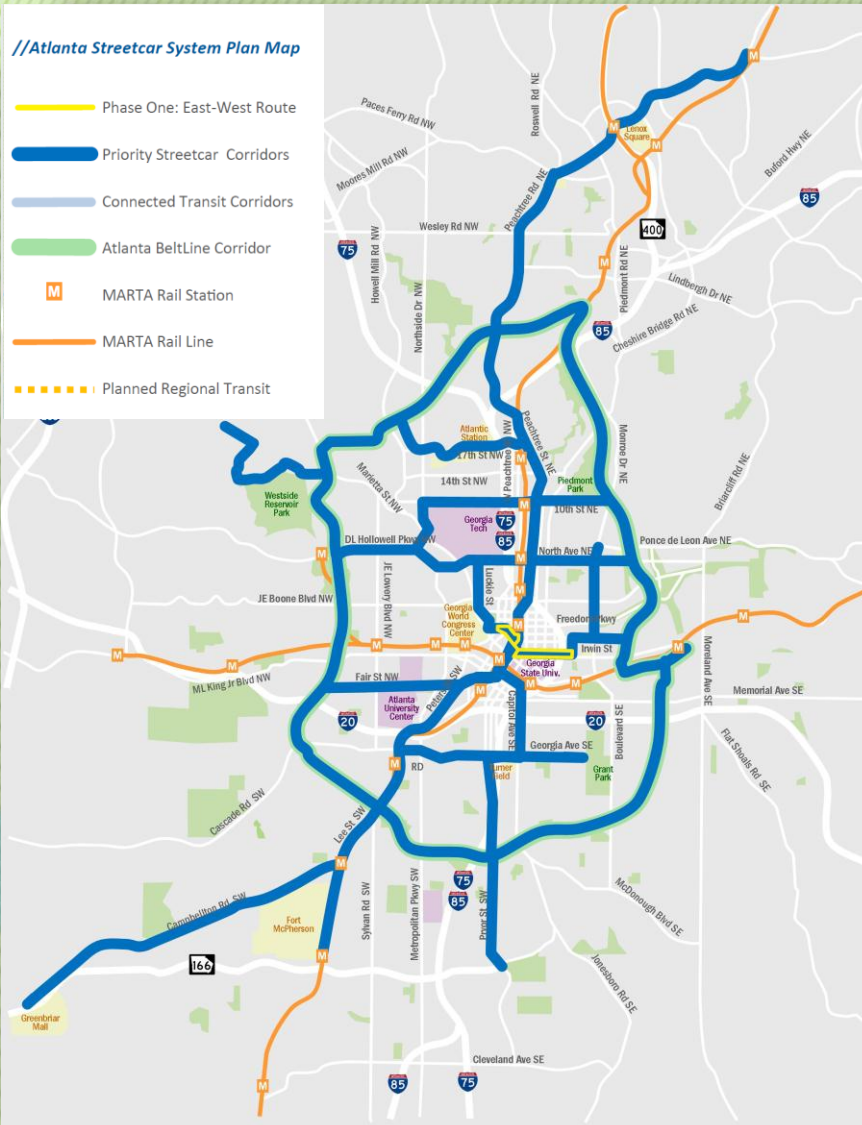 //Atlanta Streetcar System Plan Map
Phase One: East-West Route
Priority Streetcar Corridors
Connected Transit Corridors
Atlanta BeltLine Corridor
M MARTA Rail Station
MARTA Rail Line
Planned Regional Transit
M
Paces Ferry Rd NW
Roswell Rd NE
M
Lenox
Square
M
Buford Hwy NE
Moores Mill Rd NW
Peachtree Rd NE
85
Wesley Rd NW
400
75
Howell Mill Rd NW
M
Piedmont Rd NE
Northside Dr NW
Lindbergh Dr NE
85
Cheshire Bridge Rd NE
Atlantic
Station
17th St NW
Peachtree St NE
Peachtree NW
M
Monroe Dr NE
Briarcliff Rd NE
Marietta St NW
14th St NW
Piedmont
Park
Westside
Reservoir
Park
M
10th St NE
Georgia
Tech
75
85
DL Hollowell Pkwy NW
North Ave NE
Ponce de Leon Ave NE
M
M
JE Lowery Blvd NW
Luckie St
M
JE Boone Blvd NW
Georgia
World
Congress
Center
M
Freedom Pkwy
Irwin St
M
M
M
M
M
M
M
M
M
Georgia
State Univ.
Moreland Ave SE
ML King Jr Blvd NW
Fair St NW
Peters St SW
M
M
M
Memorial Ave SE
Atlanta
University
Center
20
Capitol Ave SE
20
Boulevard SE
Georgia Ave SE
Flat Shoals Rd SE
M
RD
Grant
Park
Cascade Rd SW
Lee St SW
M
75
85
Sylvan Rd SW
Metropolitan Pkwy SW
Pryor St SW
McDonough Blvd SE
Campbellton Rd SW
Fort
McPherson
M
166
Jonesboro Rd SE
Greenbriar
Mall
Cleveland Ave SE
M
85
75